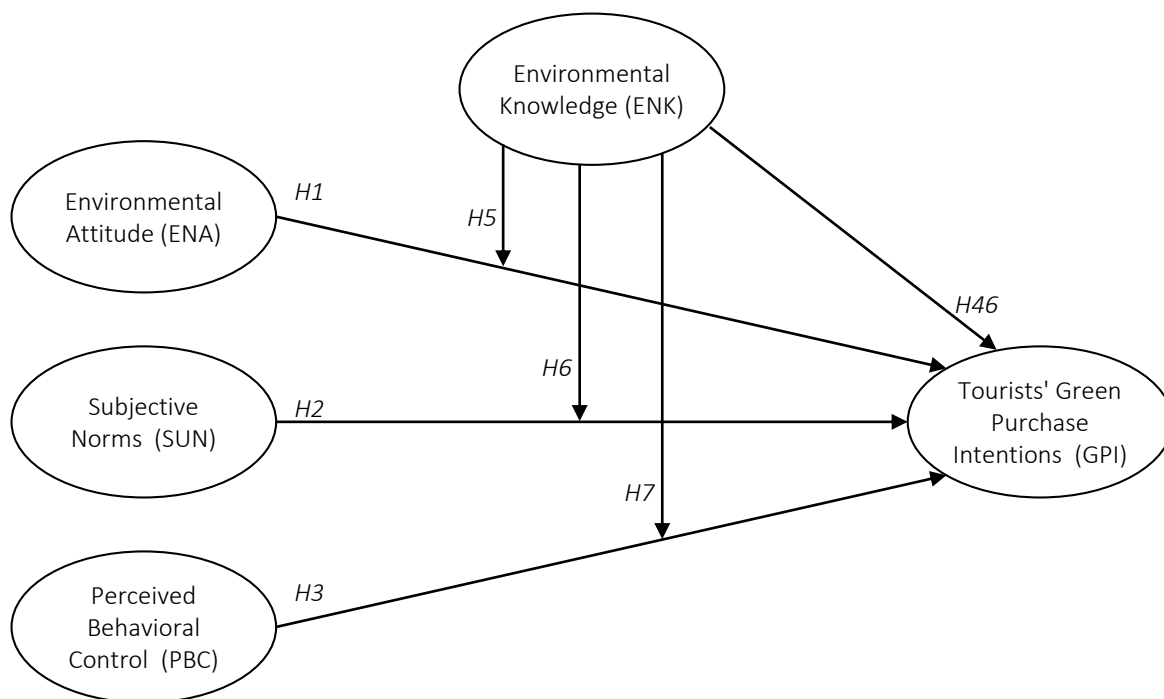 Environmental
Knowledge (ENK)
Environmental
Attitude (ENA)
H1
H5
H46
H6
Subjective
Norms (SUN)
H2
Tourists' Green
Purchase
Intentions (GPI)
H7
Perceived
Behavioral
Control (PBC)
H3